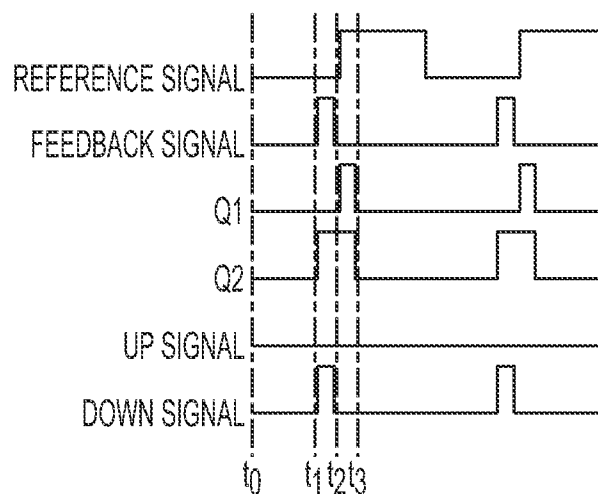 REFERENCE SIGNAL
FEEDBACK SIGNAL
Q1
Q2
UP SIGNAL
DOWN SIGNAL
t0 t1 t2 t3